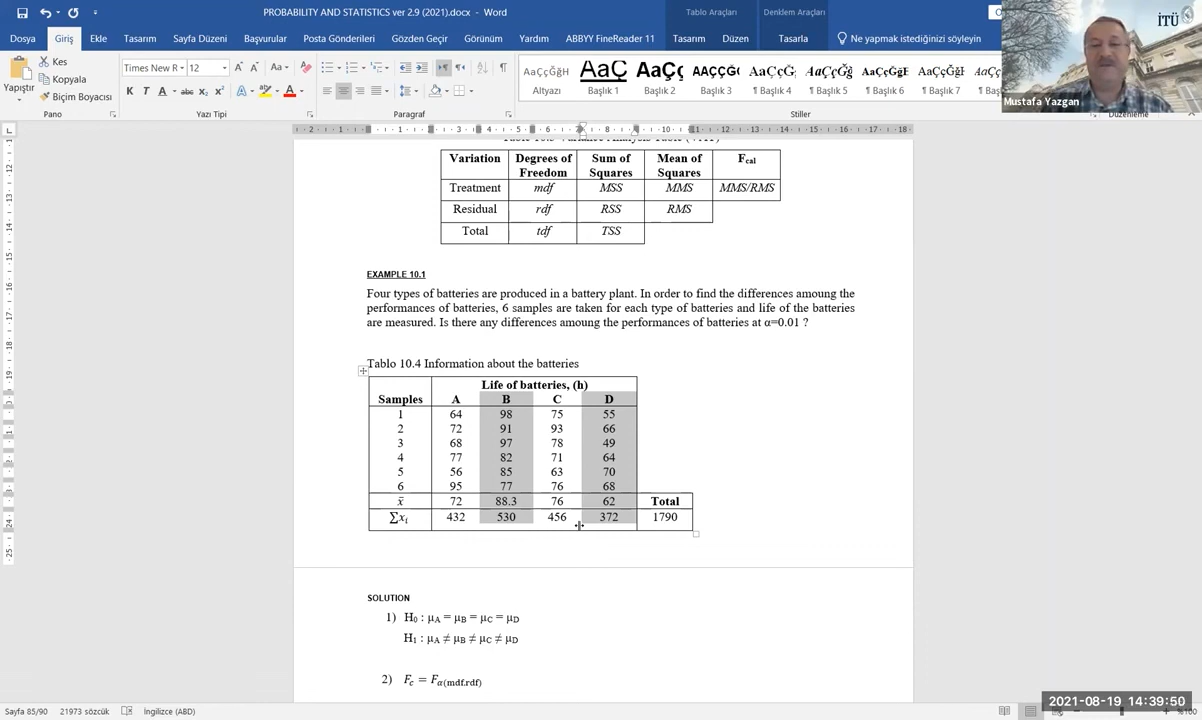 PROBABILITY AND STATISTICS ver 2.9 (2021).docx - Word
Tablo Araçları
Denklem Araçları
İTÜ
Dosya Giriş Ekle Tasarım Sayfa Düzeni Başvurular Posta Gönderileri Gözden Geçir Görünüm Yardım ABBYY FineReader 11 Tasarım Düzen Tasarla Ne yapmak istediğinizi söyleyin
Kes
Kopyala
Biçim Boyacısı
Yapıştır
Times New R
12
AaÇçĞğH AaC AaÇç AAÇÇĞ( AaÇçĞğ AaÇçĞğ AaÇçĞğ AaÇçĞğH
Altyazı Başlık 1 Başlık 2 Başlık 3 ¶ Başlık 4 ¶ Başlık 5 ¶ Başlık 6 ¶ Başlık 7
Mustafa Yazgan
Pano Yazı Tipi Paragraf Stiller Düzenleme
Variation Degrees of Freedom Sum of Squares Mean of Squares Fcal
Treatment mdf MSS MMS MMS/RMS
Residual rdf RSS RMS
Total tdf TSS
EXAMPLE 10.1
Four types of batteries are produced in a battery plant. In order to find the differences amoung the
performances of batteries, 6 samples are taken for each type of batteries and life of the batteries
are measured. Is there any differences amoung the performances of batteries at α=0.01 ?
Tablo 10.4 Information about the batteries
Life of batteries, (h)
Samples A B C D
1 64 98 75 55
2 72 91 93 66
3 68 97 78 49
4 77 82 71 64
5 56 85 63 70
6 95 77 76 68
x̄ 72 88.3 76 62 Total
∑xi 432 530 456 372 1790
SOLUTION
1) H0 : μA = μB = μC = μD
H1 : μA ≠ μB ≠ μC ≠ μD
2) Fc = Fα(mdf.rdf)
Sayfa 85/90 21973 sözcük İngilizce (ABD)
2021-08-19 14:39:50
%100